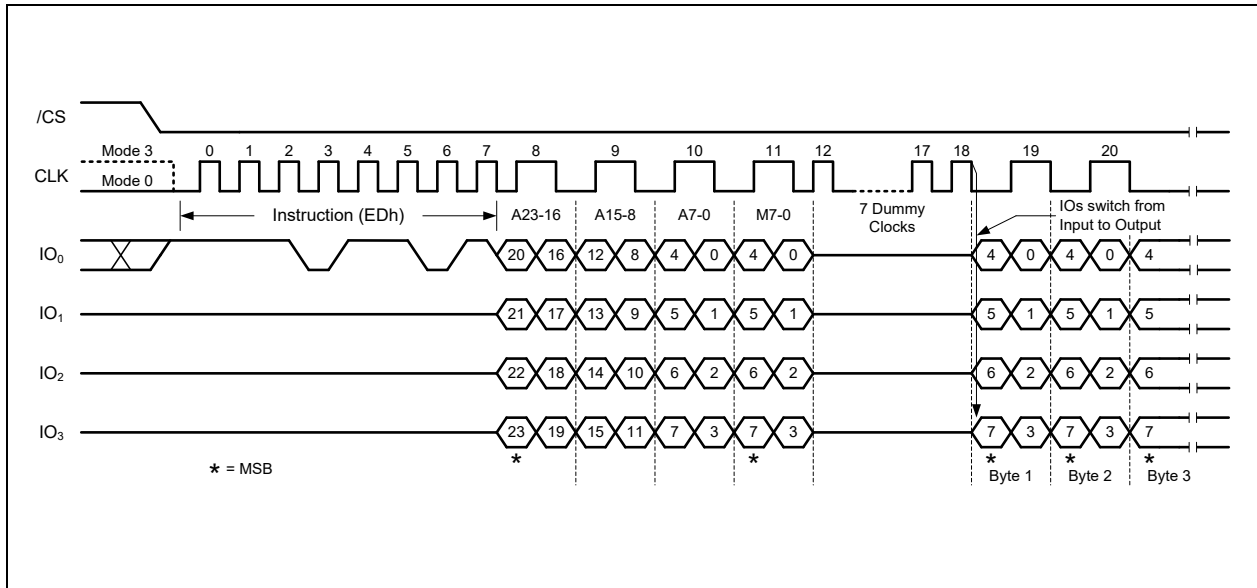 /CS
Mode 3 0 1 2 3 4 5 6 7 8 9 10 11 12 17 18 19 20
CLK Mode 0
Instruction (EDh) A23-16 A15-8 A7-0 M7-0 7 Dummy Clocks IOs switch from Input to Output
IO0 20 16 12 8 4 0 4 0 4 0 4 0 4
IO1 21 17 13 9 5 1 5 1 5 1 5 1 5
IO2 22 18 14 10 6 2 6 2 6 2 6 2 6
IO3 23 19 15 11 7 3 7 3 7 3 7 3 7
* * * * *
* = MSB Byte 1 Byte 2 Byte 3